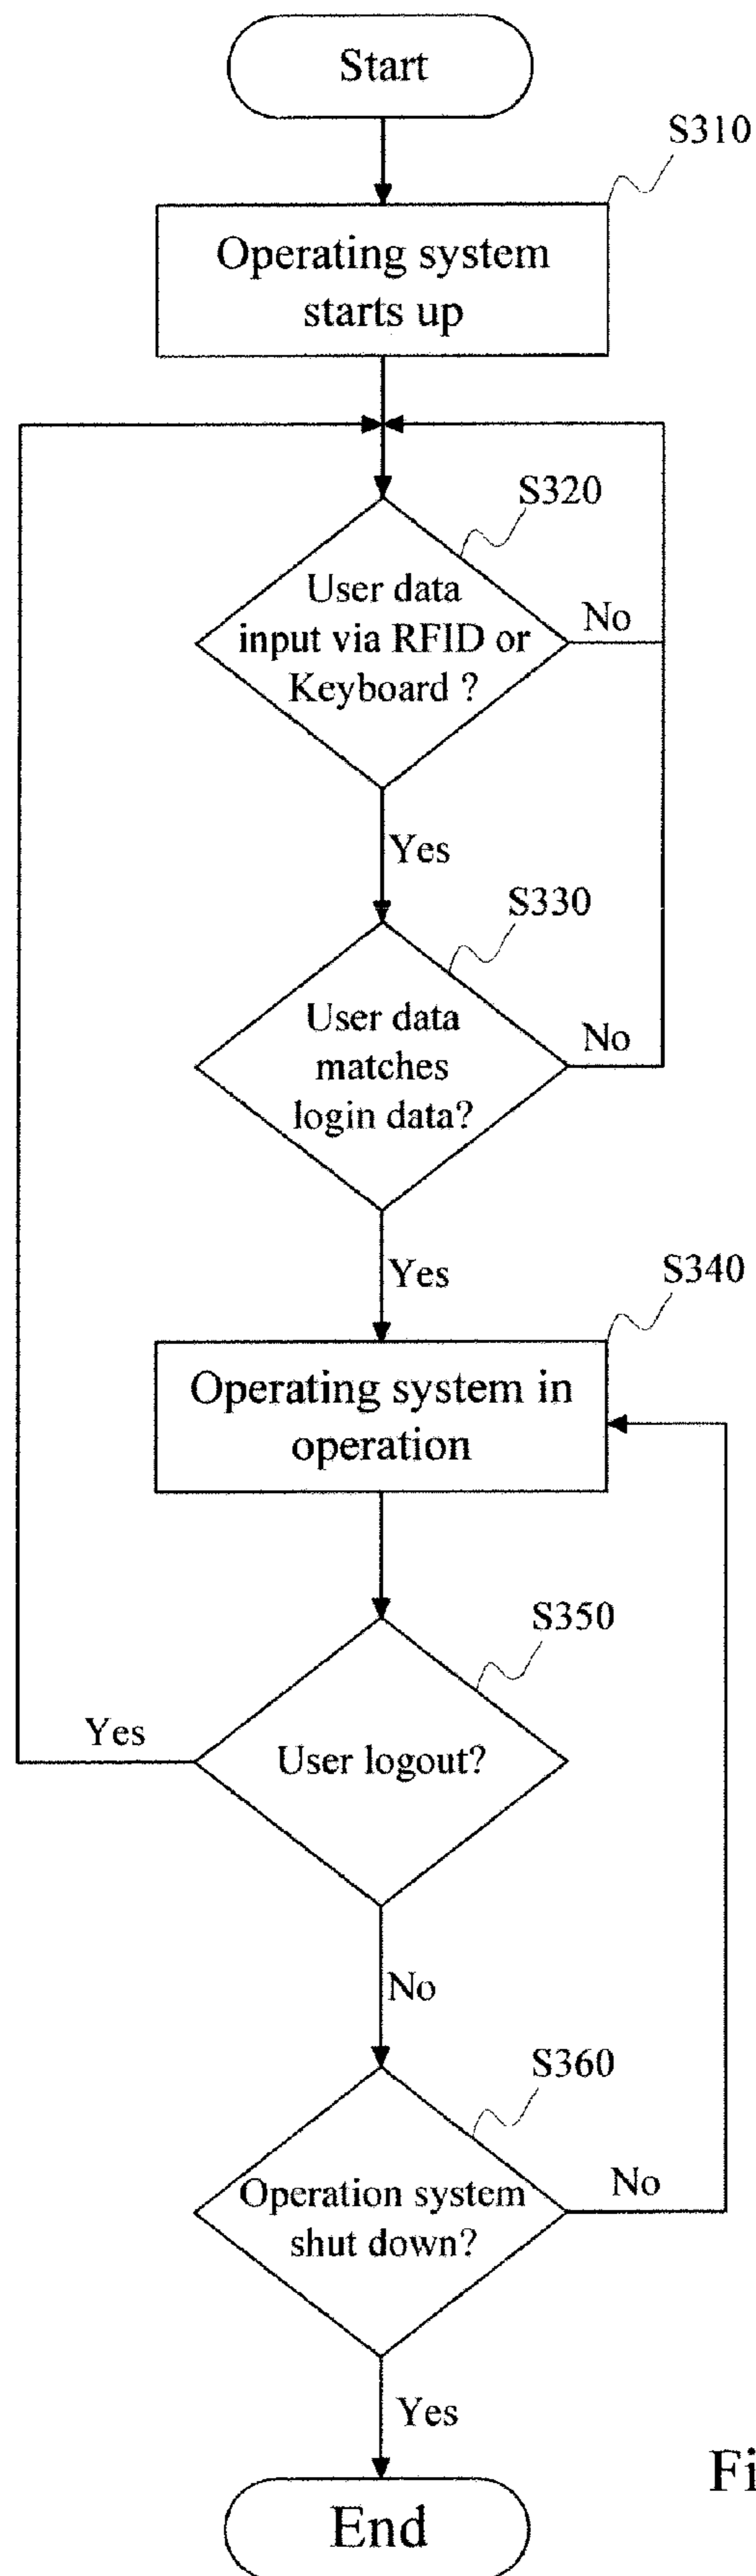 Start
S310
Operating system
starts up
S320
User data
input via RFID or
Keyboard ?
No
Yes
S330
User data
matches
login data?
No
Yes
S340
Operating system in
operation
S350
User logout?
Yes
No
S360
Operation system
shut down?
No
Yes
Fi
End